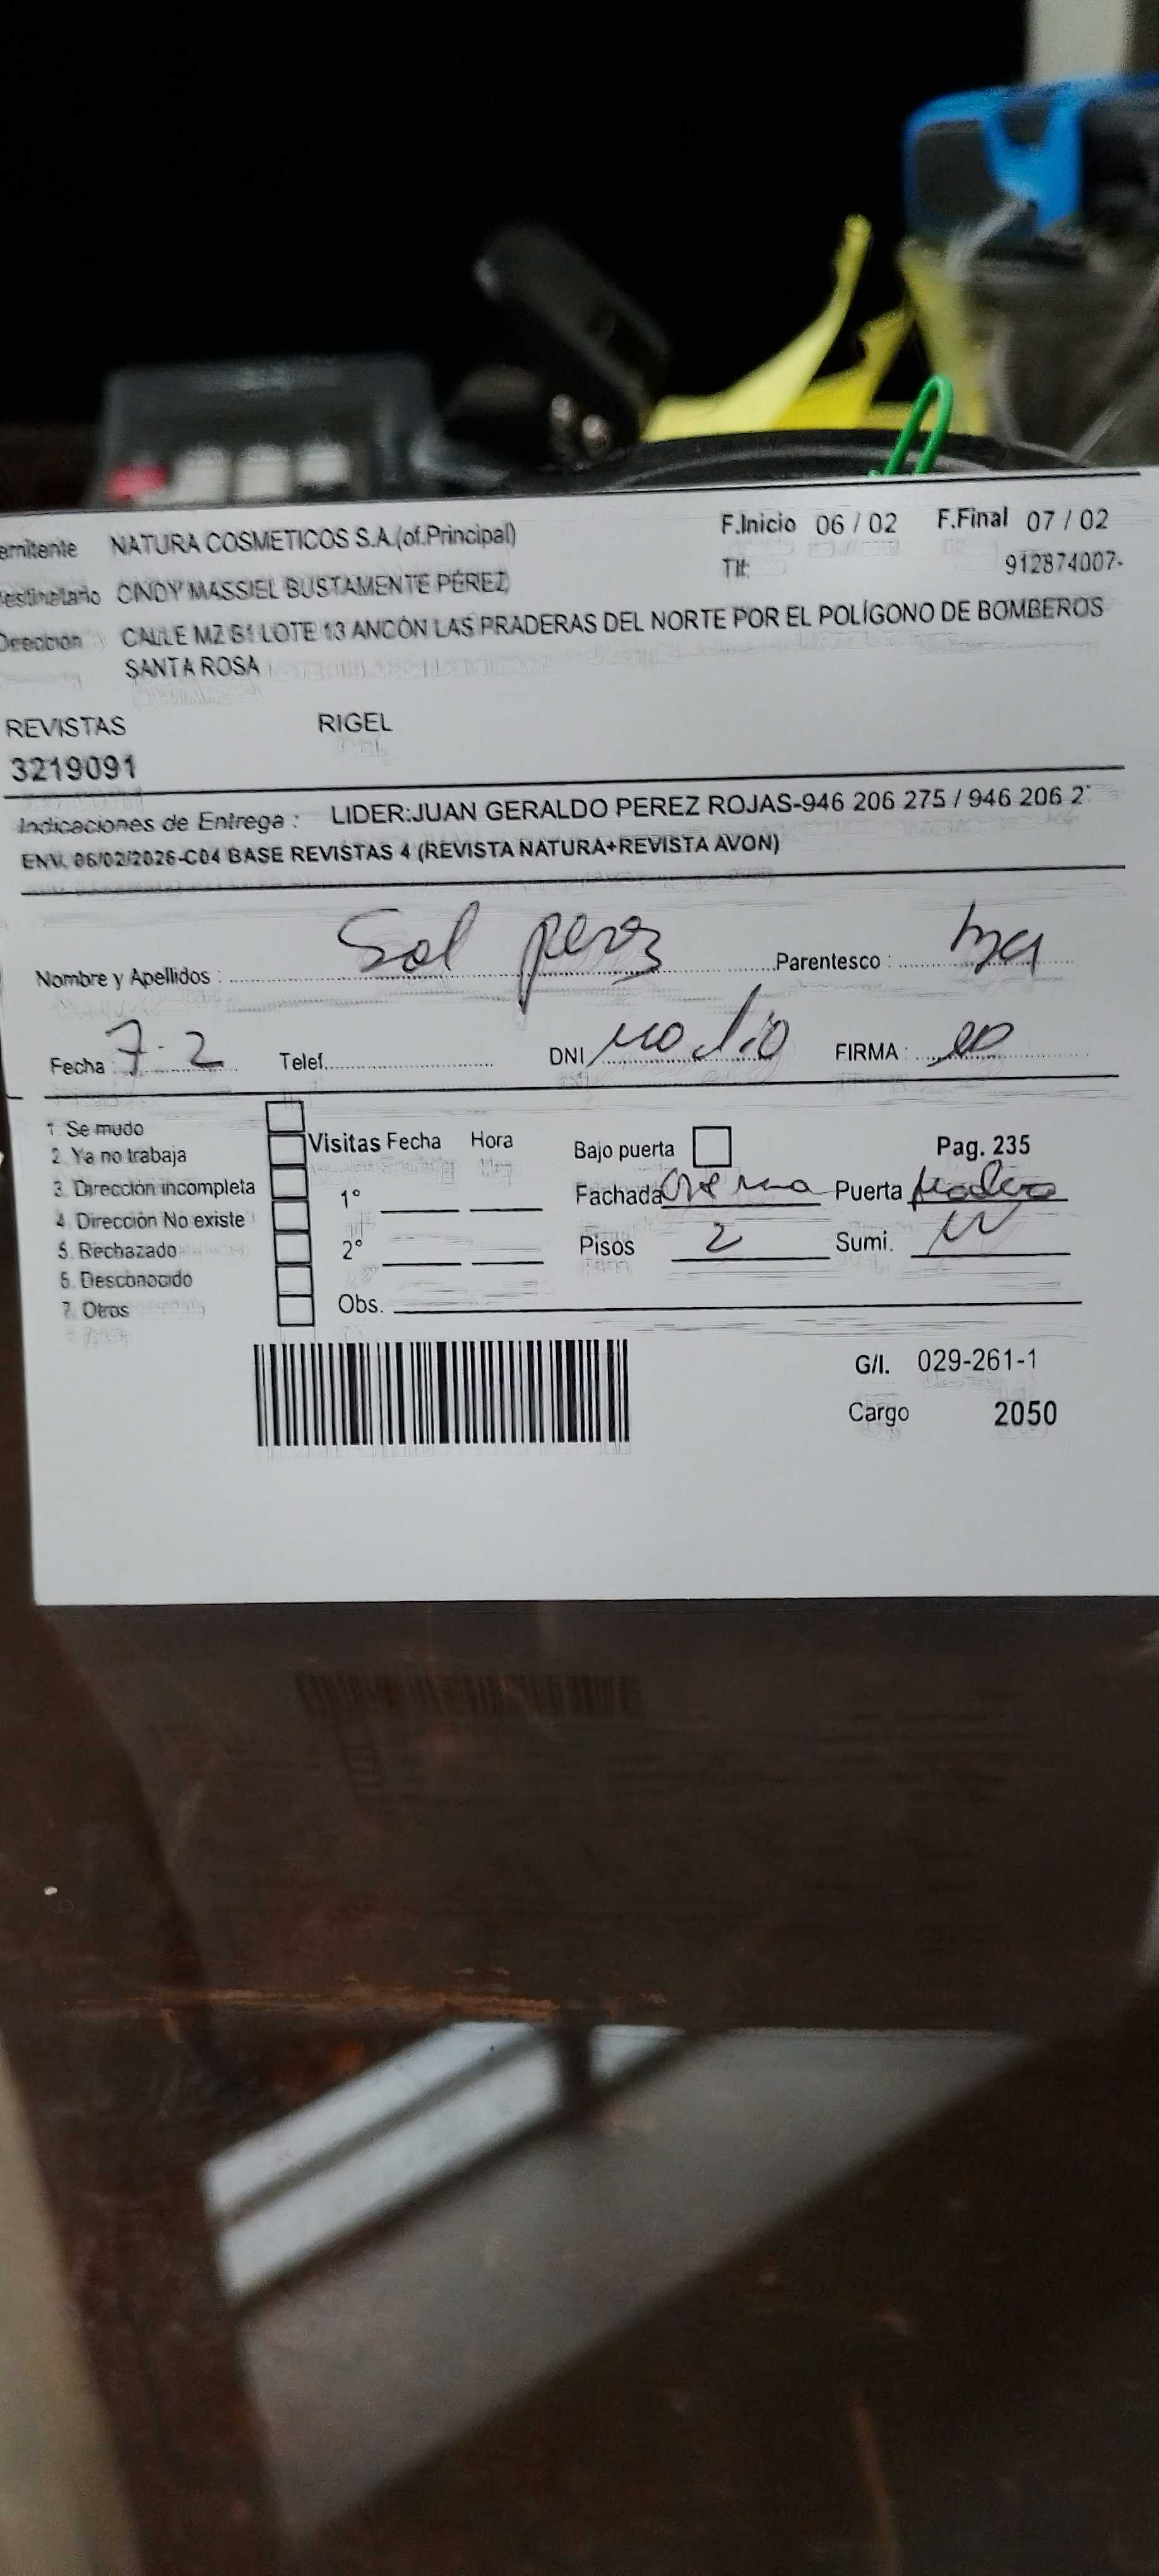 emitente NATURA COSMETICOS S.A.(of.Principal) F.Inicio 06 / 02 F.Final 07 / 02
estinatario CINDY MASSIEL BUSTAMENTE PÉREZ Tlf: 912874007-
Dirección CALLE MZ B1 LOTE 13 ANCÓN LAS PRADERAS DEL NORTE POR EL POLÍGONO DE BOMBEROS
SANTA ROSA
REVISTAS RIGEL
3219091
Indicaciones de Entrega : LIDER:JUAN GERALDO PEREZ ROJAS-946 206 275 / 946 206 2
ENV. 06/02/2026-C04 BASE REVISTAS 4 (REVISTA NATURA+REVISTA AVON)
Nombre y Apellidos : Sol perez Parentesco :
Fecha : 7-2 Telef. DNI no dio FIRMA :
1. Se mudo
2. Ya no trabaja
3. Dirección incompleta
4. Dirección No existe
5. Rechazado
6. Desconocido
7. Otros
Visitas Fecha Hora
1°
2°
Obs.
Bajo puerta Pag. 235
Fachada crema Puerta
Pisos 2 Sumi.
G/I. 029-261-1
Cargo 2050